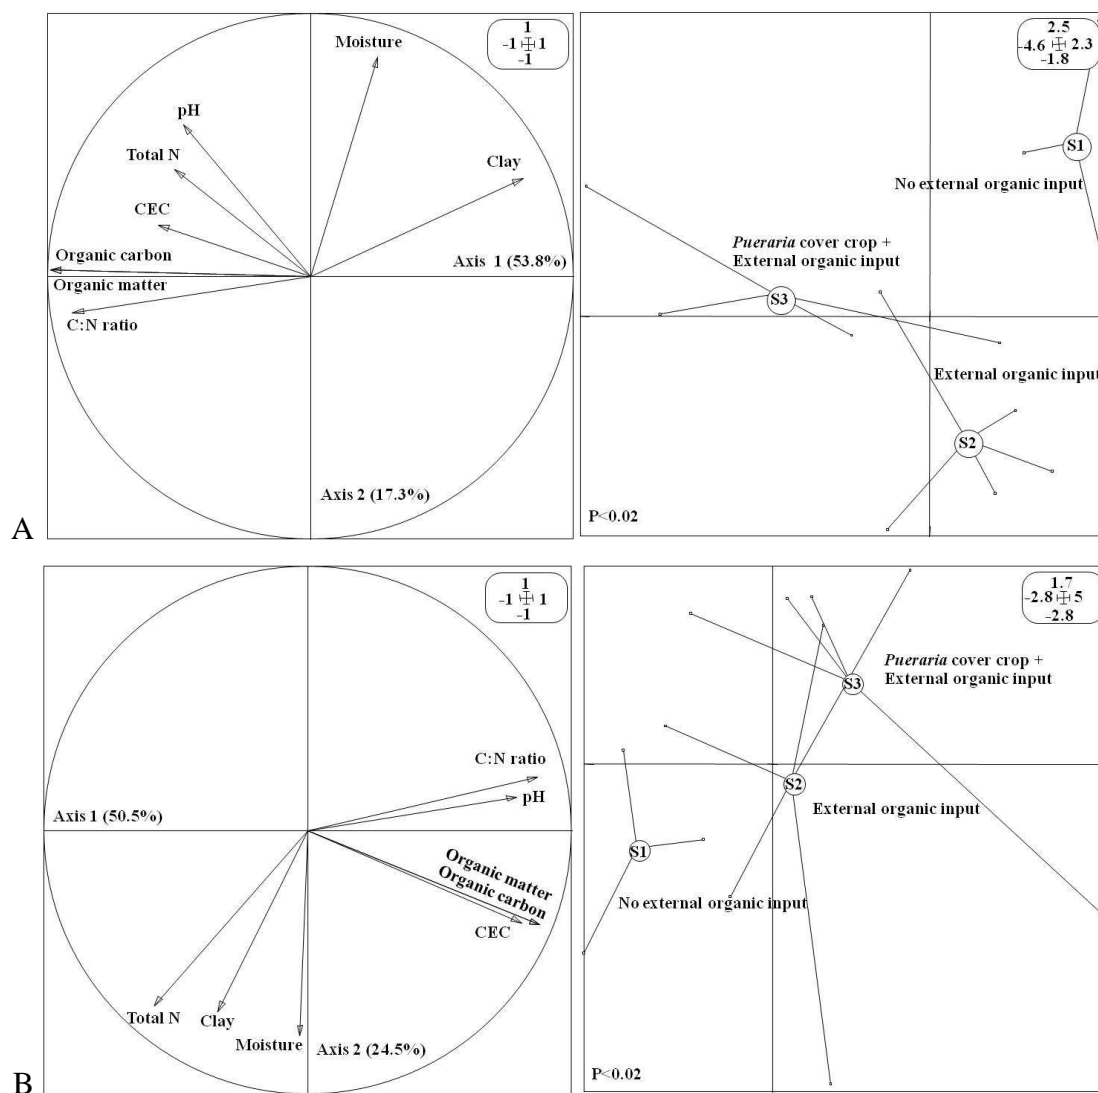 1
-1 1
-1
Moisture
pH
Total N
Clay
CEC
Organic carbon
Axis 1 (53.8%)
Organic matter
C:N ratio
Axis 2 (17.3%)
A
2.5
-4.6 2.3
-1.8
S1
No external organic input
Pueraria cover crop +
External organic input
S3
External organic input
S2
P<0.02
1
-1 1
-1
C:N ratio
pH
Axis 1 (50.5%)
Organic matter
Organic carbon
CEC
Total N
Clay
Moisture
Axis 2 (24.5%)
B
1.7
-2.8 5
-2.8
Pueraria cover crop +
External organic input
S3
S2
External organic input
S1
No external organic input
P<0.02